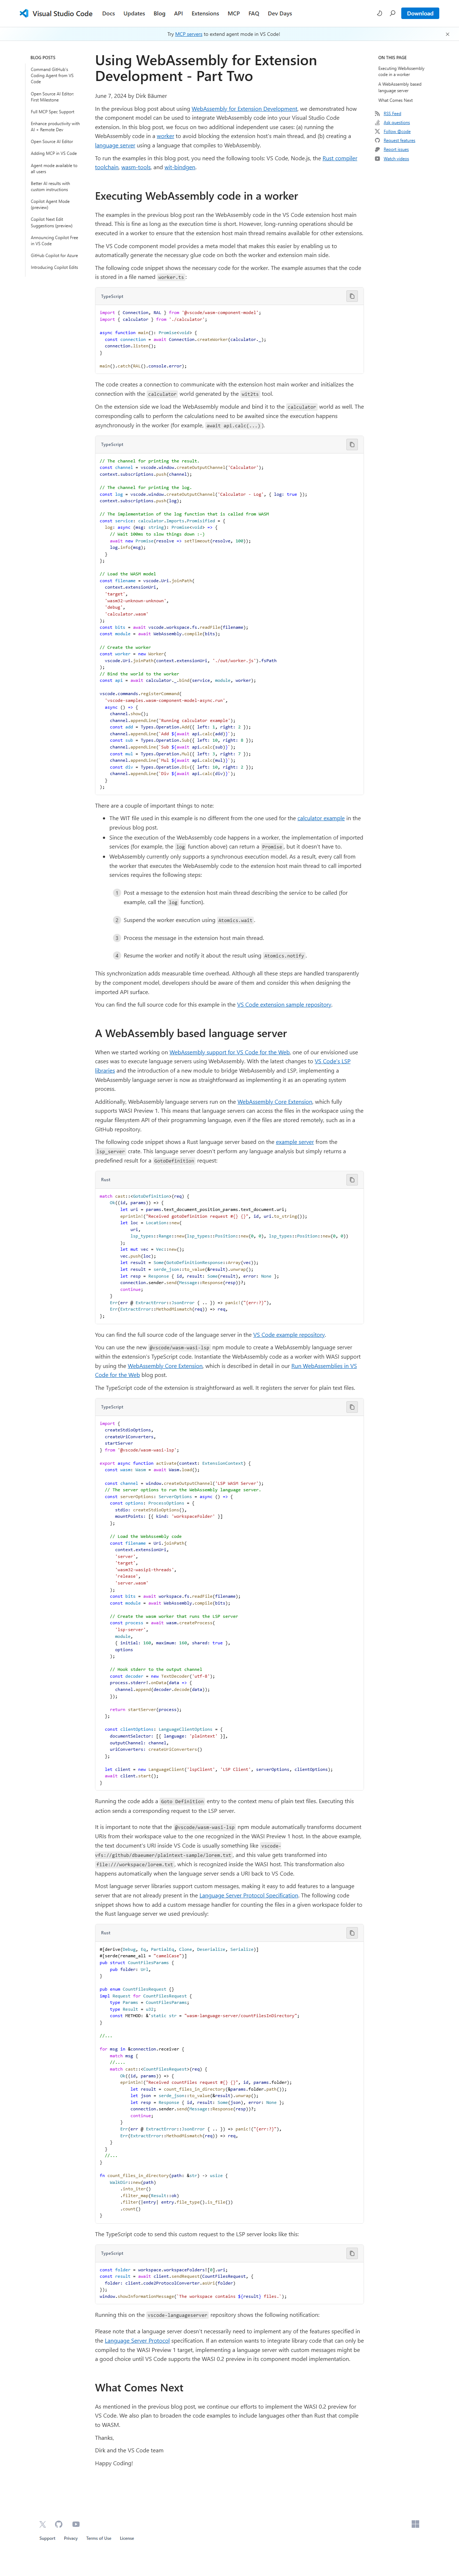 Visual Studio Code
Docs
Updates
Blog
API
Extensions
MCP
FAQ
Dev Days
Download
Try MCP servers to extend agent mode in VS Code!
BLOG POSTS
Command GitHub's
Coding Agent from VS
Code
Open Source AI Editor:
First Milestone
Full MCP Spec Support
Enhance productivity with
AI + Remote Dev
Open Source AI Editor
Adding MCP in VS Code
Agent mode available to
all users
Better AI results with
custom instructions
Copilot Agent Mode
(preview)
Copilot Next Edit
Suggestions (preview)
Announcing Copilot Free
in VS Code
GitHub Copilot for Azure
Introducing Copilot Edits
Using WebAssembly for Extension
Development - Part Two
June 7, 2024 by Dirk Bäumer
In the previous blog post about using WebAssembly for Extension Development, we demonstrated how
the component model can be used to integrate WebAssembly code into your Visual Studio Code
extension. In this blog post, we focus on two additional independent use cases: (a) running the
WebAssembly code in a worker to avoid blocking the extension host's main thread, and (b) creating a
language server using a language that compiles to WebAssembly.
To run the examples in this blog post, you need the following tools: VS Code, Node.js, the Rust compiler
toolchain, wasm-tools, and wit-bindgen.
Executing WebAssembly code in a worker
The examples in the previous blog post ran the WebAssembly code in the VS Code extension host main
thread. This is fine as long as the execution time is short. However, long-running operations should be
executed in a worker to ensure that the extension host main thread remains available for other extensions.
The VS Code component model provides a meta model that makes this easier by enabling us to
automatically generate the necessary glue code on both the worker and extension main side.
The following code snippet shows the necessary code for the worker. The example assumes that the code
is stored in a file named worker.ts:
TypeScript
import { Connection, RAL } from '@vscode/wasm-component-model';
import { calculator } from './calculator';
async function main(): Promise<void> {
const connection = await Connection.createWorker(calculator._);
connection.listen();
}
main().catch(RAL().console.error);
The code creates a connection to communicate with the extension host main worker and initializes the
connection with the calculator world generated by the wit2ts tool.
On the extension side we load the WebAssembly module and bind it to the calculator world as well. The
corresponding calls to perform the calculations need to be awaited since the execution happens
asynchronously in the worker (for example, await api.calc(...)).
TypeScript
// The channel for printing the result.
const channel = vscode.window.createOutputChannel('Calculator');
context.subscriptions.push(channel);
// The channel for printing the log.
const log = vscode.window.createOutputChannel('Calculator - Log', { log: true });
context.subscriptions.push(log);
// The implementation of the log function that is called from WASM
const service: calculator.Imports.Promisified = {
log: async (msg: string): Promise<void> => {
// Wait 100ms to slow things down :-)
await new Promise(resolve => setTimeout(resolve, 100));
log.info(msg);
}
};
// Load the WASM model
const filename = vscode.Uri.joinPath(
context.extensionUri,
'target',
'wasm32-unknown-unknown',
'debug',
'calculator.wasm'
);
const bits = await vscode.workspace.fs.readFile(filename);
const module = await WebAssembly.compile(bits);
// Create the worker
const worker = new Worker(
vscode.Uri.joinPath(context.extensionUri, './out/worker.js').fsPath
);
// Bind the world to the worker
const api = await calculator._.bind(service, module, worker);
vscode.commands.registerCommand(
'vscode-samples.wasm-component-model-async.run',
async () => {
channel.show();
channel.appendLine('Running calculator example');
const add = Types.Operation.Add({ left: 1, right: 2 });
channel.appendLine(`Add ${await api.calc(add)}`);
const sub = Types.Operation.Sub({ left: 10, right: 8 });
channel.appendLine(`Sub ${await api.calc(sub)}`);
const mul = Types.Operation.Mul({ left: 3, right: 7 });
channel.appendLine(`Mul ${await api.calc(mul)}`);
const div = Types.Operation.Div({ left: 10, right: 2 });
channel.appendLine(`Div ${await api.calc(div)}`);
}
);
There are a couple of important things to note:
The WIT file used in this example is no different from the one used for the calculator example in the
previous blog post.
Since the execution of the WebAssembly code happens in a worker, the implementation of imported
services (for example, the log function above) can return a Promise, but it doesn't have to.
WebAssembly currently only supports a synchronous execution model. As a result, every call from
the worker that executes the WebAssembly code to the extension host main thread to call imported
services requires the following steps:
1 Post a message to the extension host main thread describing the service to be called (for
example, call the log function).
2 Suspend the worker execution using Atomics.wait.
3 Process the message in the extension host main thread.
4 Resume the worker and notify it about the result using Atomics.notify.
This synchronization adds measurable time overhead. Although all these steps are handled transparently
by the component model, developers should be aware of them and consider this when designing the
imported API surface.
You can find the full source code for this example in the VS Code extension sample repository.
A WebAssembly based language server
When we started working on WebAssembly support for VS Code for the Web, one of our envisioned use
cases was to execute language servers using WebAssembly. With the latest changes to VS Code's LSP
libraries and the introduction of a new module to bridge between WebAssembly and LSP, implementing a
WebAssembly language server is now as straightforward as implementing it as an operating system
process.
Additionally, WebAssembly language servers run on the WebAssembly Core Extension, which fully
supports WASI Preview 1. This means that language servers can access the files in the workspace using the
regular filesystem API of their programming language, even if the files are stored remotely, such as in a
GitHub repository.
The following code snippet shows a Rust language server based on the example server from the
lsp_server crate. This language server doesn't perform any language analysis but simply returns a
predefined result for a GotoDefinition request:
Rust
match cast::<GotoDefinition>(req) {
Ok((id, params)) => {
let uri = params.text_document_position_params.text_document.uri;
eprintln!("Received gotoDefinition request #{} {}", id, uri.to_string());
let loc = Location::new(
uri,
lsp_types::Range::new(lsp_types::Position::new(0, 0), lsp_types::Position::new(0, 0))
);
let mut vec = Vec::new();
vec.push(loc);
let result = Some(GotoDefinitionResponse::Array(vec));
let result = serde_json::to_value(&result).unwrap();
let resp = Response { id, result: Some(result), error: None };
connection.sender.send(Message::Response(resp))?;
continue;
}
Err(err @ ExtractError::JsonError { .. }) => panic!("{err:?}"),
Err(ExtractError::MethodMismatch(req)) => req,
};
You can find the full source code of the language server in the VS Code example repository.
You can use the new @vscode/wasm-wasi-lsp npm module to create a WebAssembly language server
within the extension's TypeScript code. Instantiate the WebAssembly code as a worker with WASI support
by using the WebAssembly Core Extension, which is described in detail in our Run WebAssemblies in VS
Code for the Web blog post.
The TypeScript code of the extension is straightforward as well. It registers the server for plain text files.
TypeScript
import {
createStdioOptions,
createUriConverters,
startServer
} from '@vscode/wasm-wasi-lsp';
export async function activate(context: ExtensionContext) {
const wasm: Wasm = await Wasm.load();
const channel = window.createOutputChannel('LSP WASM Server');
// The server options to run the WebAssembly language server.
const serverOptions: ServerOptions = async () => {
const options: ProcessOptions = {
stdio: createStdioOptions(),
mountPoints: [{ kind: 'workspaceFolder' }]
};
// Load the WebAssembly code
const filename = Uri.joinPath(
context.extensionUri,
'server',
'target',
'wasm32-wasip1-threads',
'release',
'server.wasm'
);
const bits = await workspace.fs.readFile(filename);
const module = await WebAssembly.compile(bits);
// Create the wasm worker that runs the LSP server
const process = await wasm.createProcess(
'lsp-server',
module,
{ initial: 160, maximum: 160, shared: true },
options
);
// Hook stderr to the output channel
const decoder = new TextDecoder('utf-8');
process.stderr!.onData(data => {
channel.append(decoder.decode(data));
});
return startServer(process);
};
const clientOptions: LanguageClientOptions = {
documentSelector: [{ language: 'plaintext' }],
outputChannel: channel,
uriConverters: createUriConverters()
};
let client = new LanguageClient('lspClient', 'LSP Client', serverOptions, clientOptions);
await client.start();
}
Running the code adds a Goto Definition entry to the context menu of plain text files. Executing this
action sends a corresponding request to the LSP server.
It is important to note that the @vscode/wasm-wasi-lsp npm module automatically transforms document
URIs from their workspace value to the one recognized in the WASI Preview 1 host. In the above example,
the text document's URI inside VS Code is usually something like vscode-
vfs://github/dbaeumer/plaintext-sample/lorem.txt, and this value gets transformed into
file:///workspace/lorem.txt, which is recognized inside the WASI host. This transformation also
happens automatically when the language server sends a URI back to VS Code.
Most language server libraries support custom messages, making it easy to add features to a language
server that are not already present in the Language Server Protocol Specification. The following code
snippet shows how to add a custom message handler for counting the files in a given workspace folder to
the Rust language server we used previously:
Rust
#[derive(Debug, Eq, PartialEq, Clone, Deserialize, Serialize)]
#[serde(rename_all = "camelCase")]
pub struct CountFilesParams {
pub folder: Url,
}
pub enum CountFilesRequest {}
impl Request for CountFilesRequest {
type Params = CountFilesParams;
type Result = u32;
const METHOD: &'static str = "wasm-language-server/countFilesInDirectory";
}
//...
for msg in &connection.receiver {
match msg {
//....
match cast::<CountFilesRequest>(req) {
Ok((id, params)) => {
eprintln!("Received countFiles request #{} {}", id, params.folder);
let result = count_files_in_directory(&params.folder.path());
let json = serde_json::to_value(&result).unwrap();
let resp = Response { id, result: Some(json), error: None };
connection.sender.send(Message::Response(resp))?;
continue;
}
Err(err @ ExtractError::JsonError { .. }) => panic!("{err:?}"),
Err(ExtractError::MethodMismatch(req)) => req,
}
}
//...
}
fn count_files_in_directory(path: &str) -> usize {
WalkDir::new(path)
.into_iter()
.filter_map(Result::ok)
.filter(|entry| entry.file_type().is_file())
.count()
}
The TypeScript code to send this custom request to the LSP server looks like this:
TypeScript
const folder = workspace.workspaceFolders![0].uri;
const result = await client.sendRequest(CountFilesRequest, {
folder: client.code2ProtocolConverter.asUri(folder)
});
window.showInformationMessage(`The workspace contains ${result} files.`);
Running this on the vscode-languageserver repository shows the following notification:
Please note that a language server doesn't necessarily need to implement any of the features specified in
the Language Server Protocol specification. If an extension wants to integrate library code that can only be
compiled to the WASI Preview 1 target, implementing a language server with custom messages might be
a good choice until VS Code supports the WASI 0.2 preview in its component model implementation.
What Comes Next
As mentioned in the previous blog post, we continue our efforts to implement the WASI 0.2 preview for
VS Code. We also plan to broaden the code examples to include languages other than Rust that compile
to WASM.
Thanks,
Dirk and the VS Code team
Happy Coding!
ON THIS PAGE
Executing WebAssembly
code in a worker
A WebAssembly based
language server
What Comes Next
RSS Feed
Ask questions
Follow @code
Request features
Report issues
Watch videos
Support
Privacy
Terms of Use
License